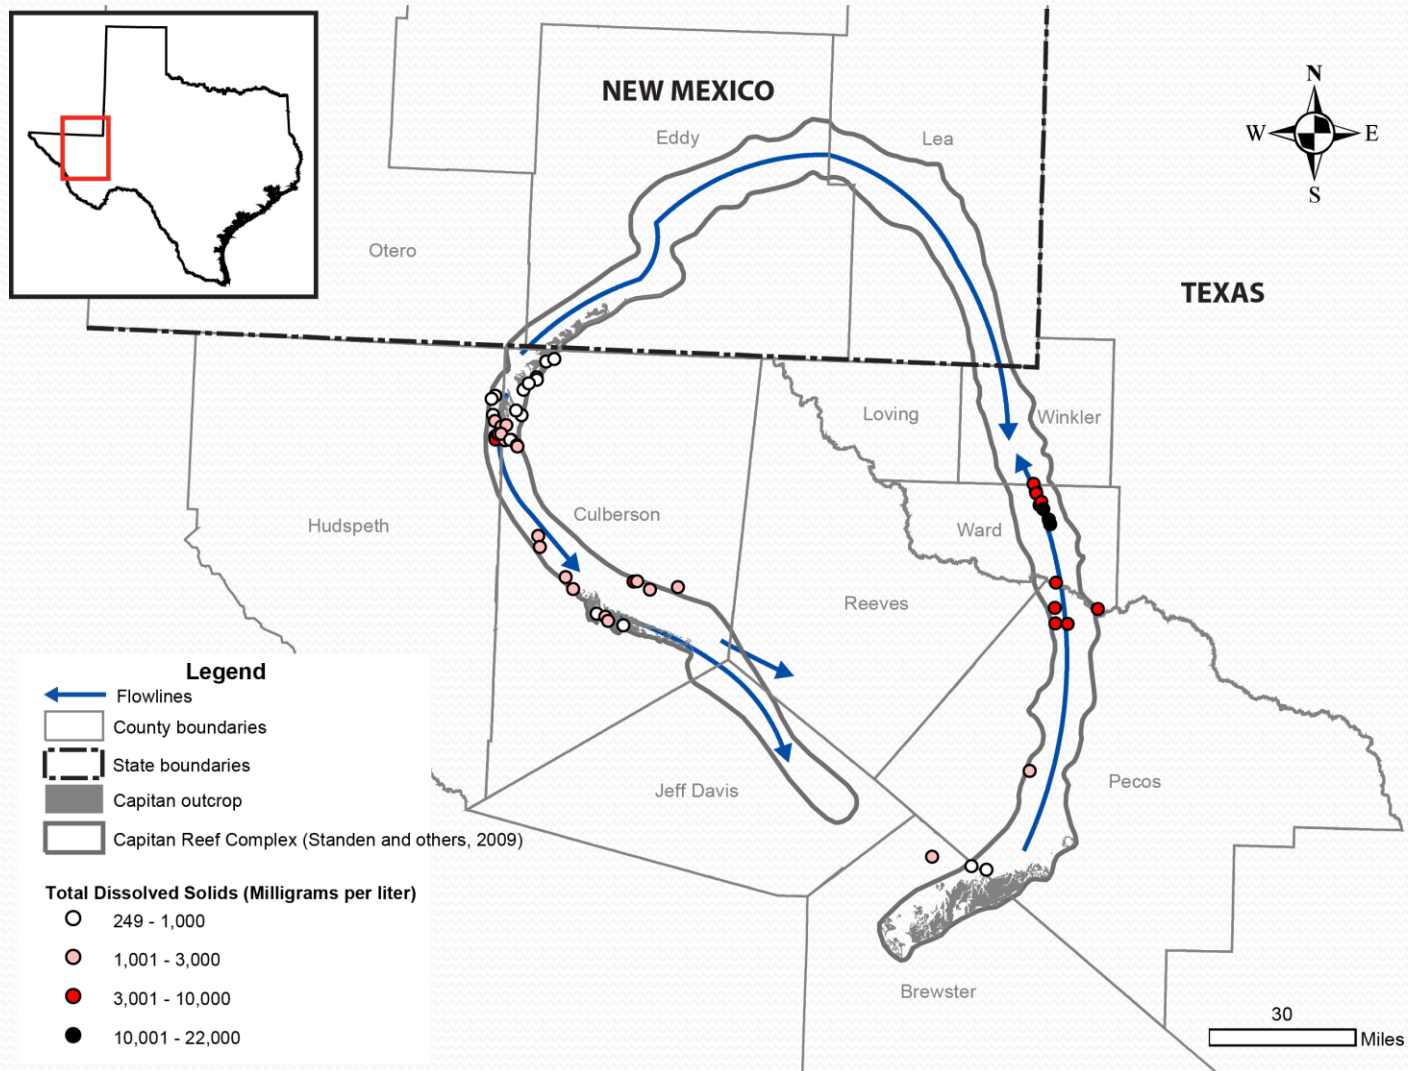 NEW MEXICO
Eddy
Lea
N
W
E
S
Otero
TEXAS
Loving
Winkler
Hudspeth
Culberson
Ward
Reeves
Jeff Davis
Pecos
Brewster
Legend
Flowlines
County boundaries
State boundaries
Capitan outcrop
Capitan Reef Complex (Standen and others, 2009)
Total Dissolved Solids (Milligrams per liter)
249 - 1,000
1,001 - 3,000
3,001 - 10,000
10,001 - 22,000
30
Miles